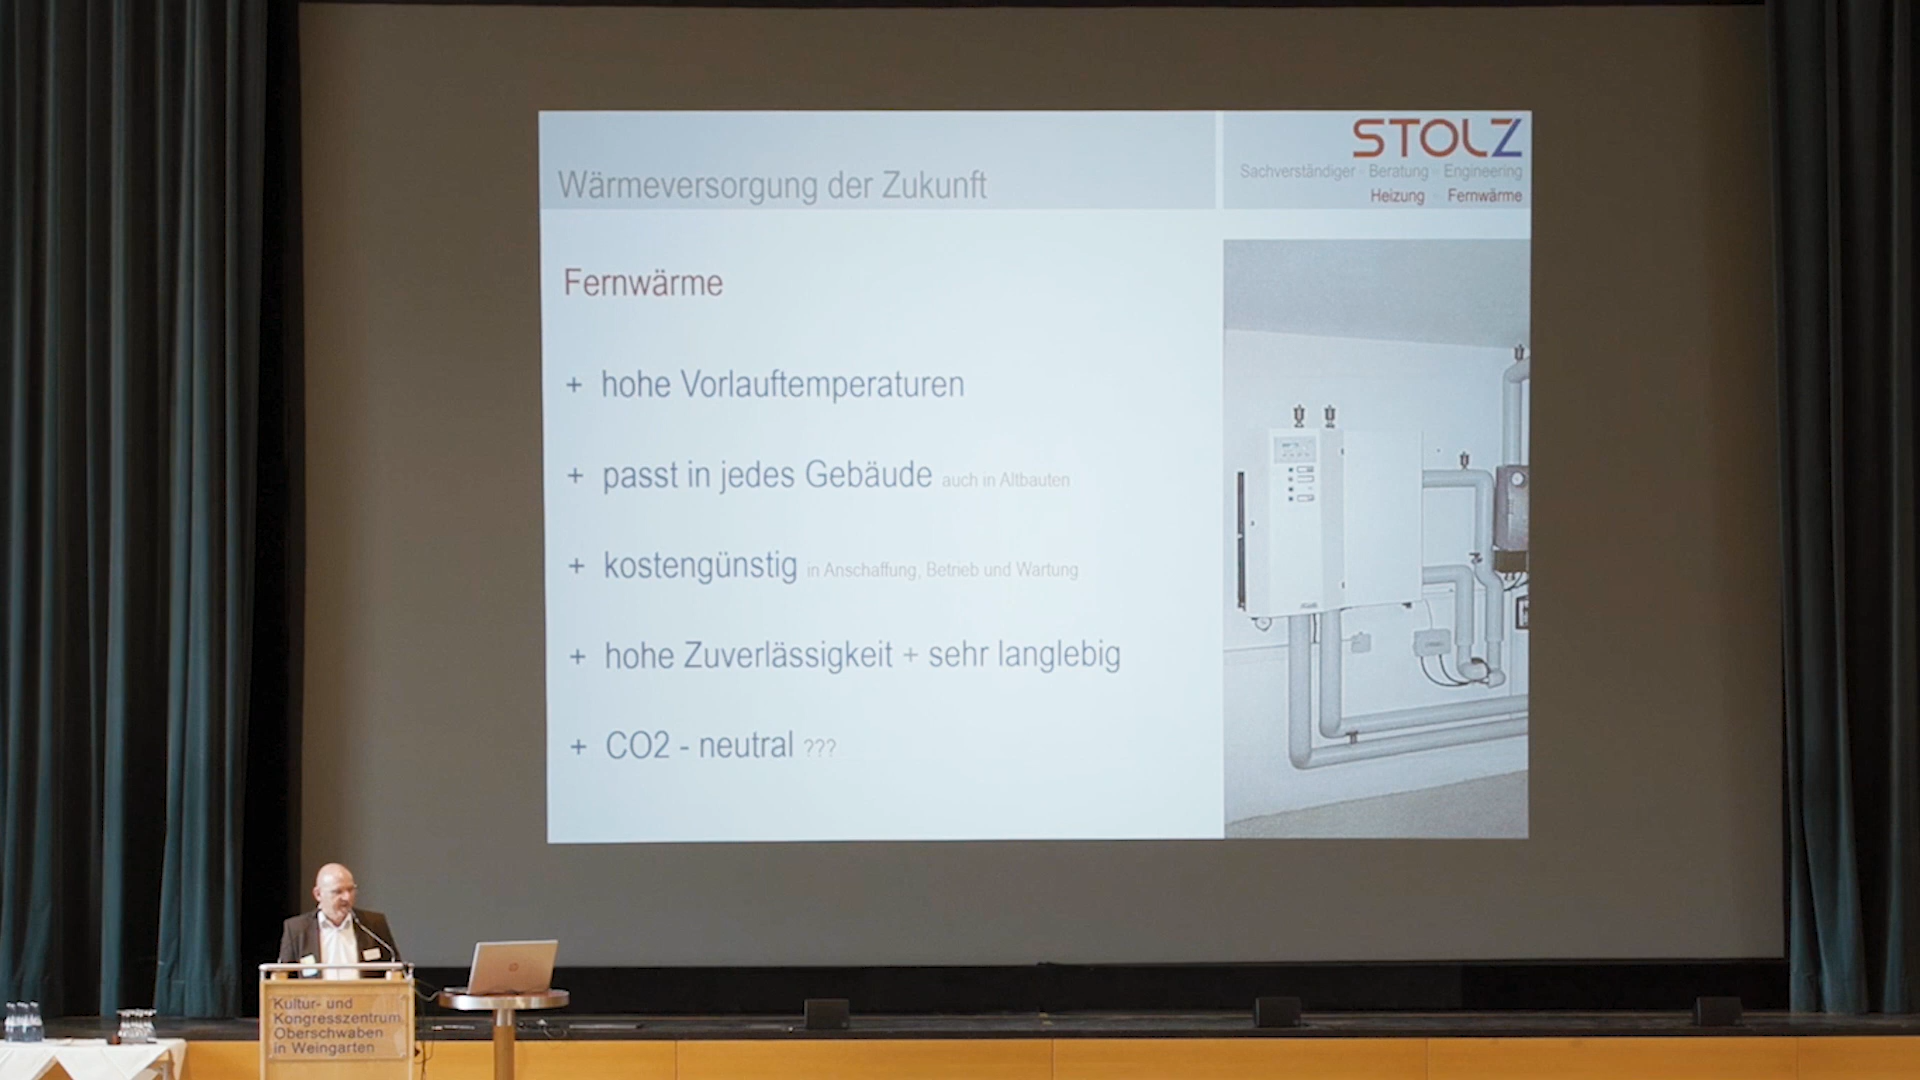 STOLZ
Sachverständiger - Beratung - Engineering
Heizung - Fernwärme
Wärmeversorgung der Zukunft
Fernwärme
+ hohe Vorlauftemperaturen
+ passt in jedes Gebäude auch in Altbauten
+ kostengünstig in Anschaffung, Betrieb und Wartung
+ hohe Zuverlässigkeit + sehr langlebig
+ CO2 - neutral ???
Kultur- und
Kongresszentrum
Oberschwaben
in Weingarten